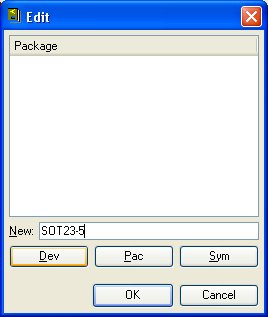 Edit
Package
New: SOT23-5
Dev Pac Sym
OK Cancel